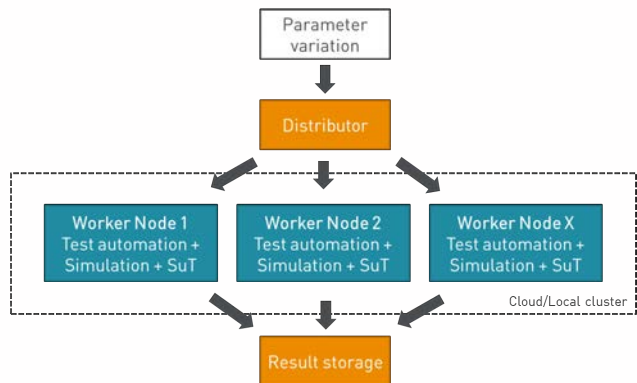 Parameter
variation
Distributor
Worker Node 1
Test automation +
Simulation + SuT
Worker Node 2
Test automation +
Simulation + SuT
Worker Node X
Test automation +
Simulation + SuT
Cloud/Local cluster
Result storage